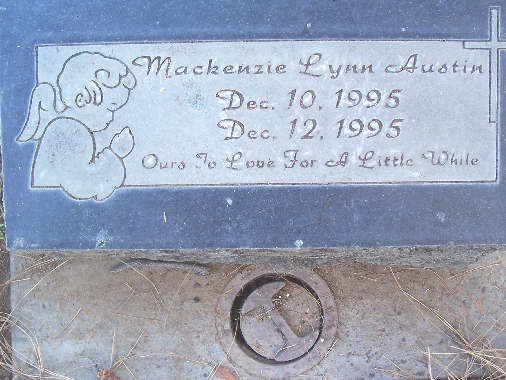 Mackenzie Lynn Austin
Dec. 10, 1995
Dec. 12, 1995
Ours To Love For A Little While